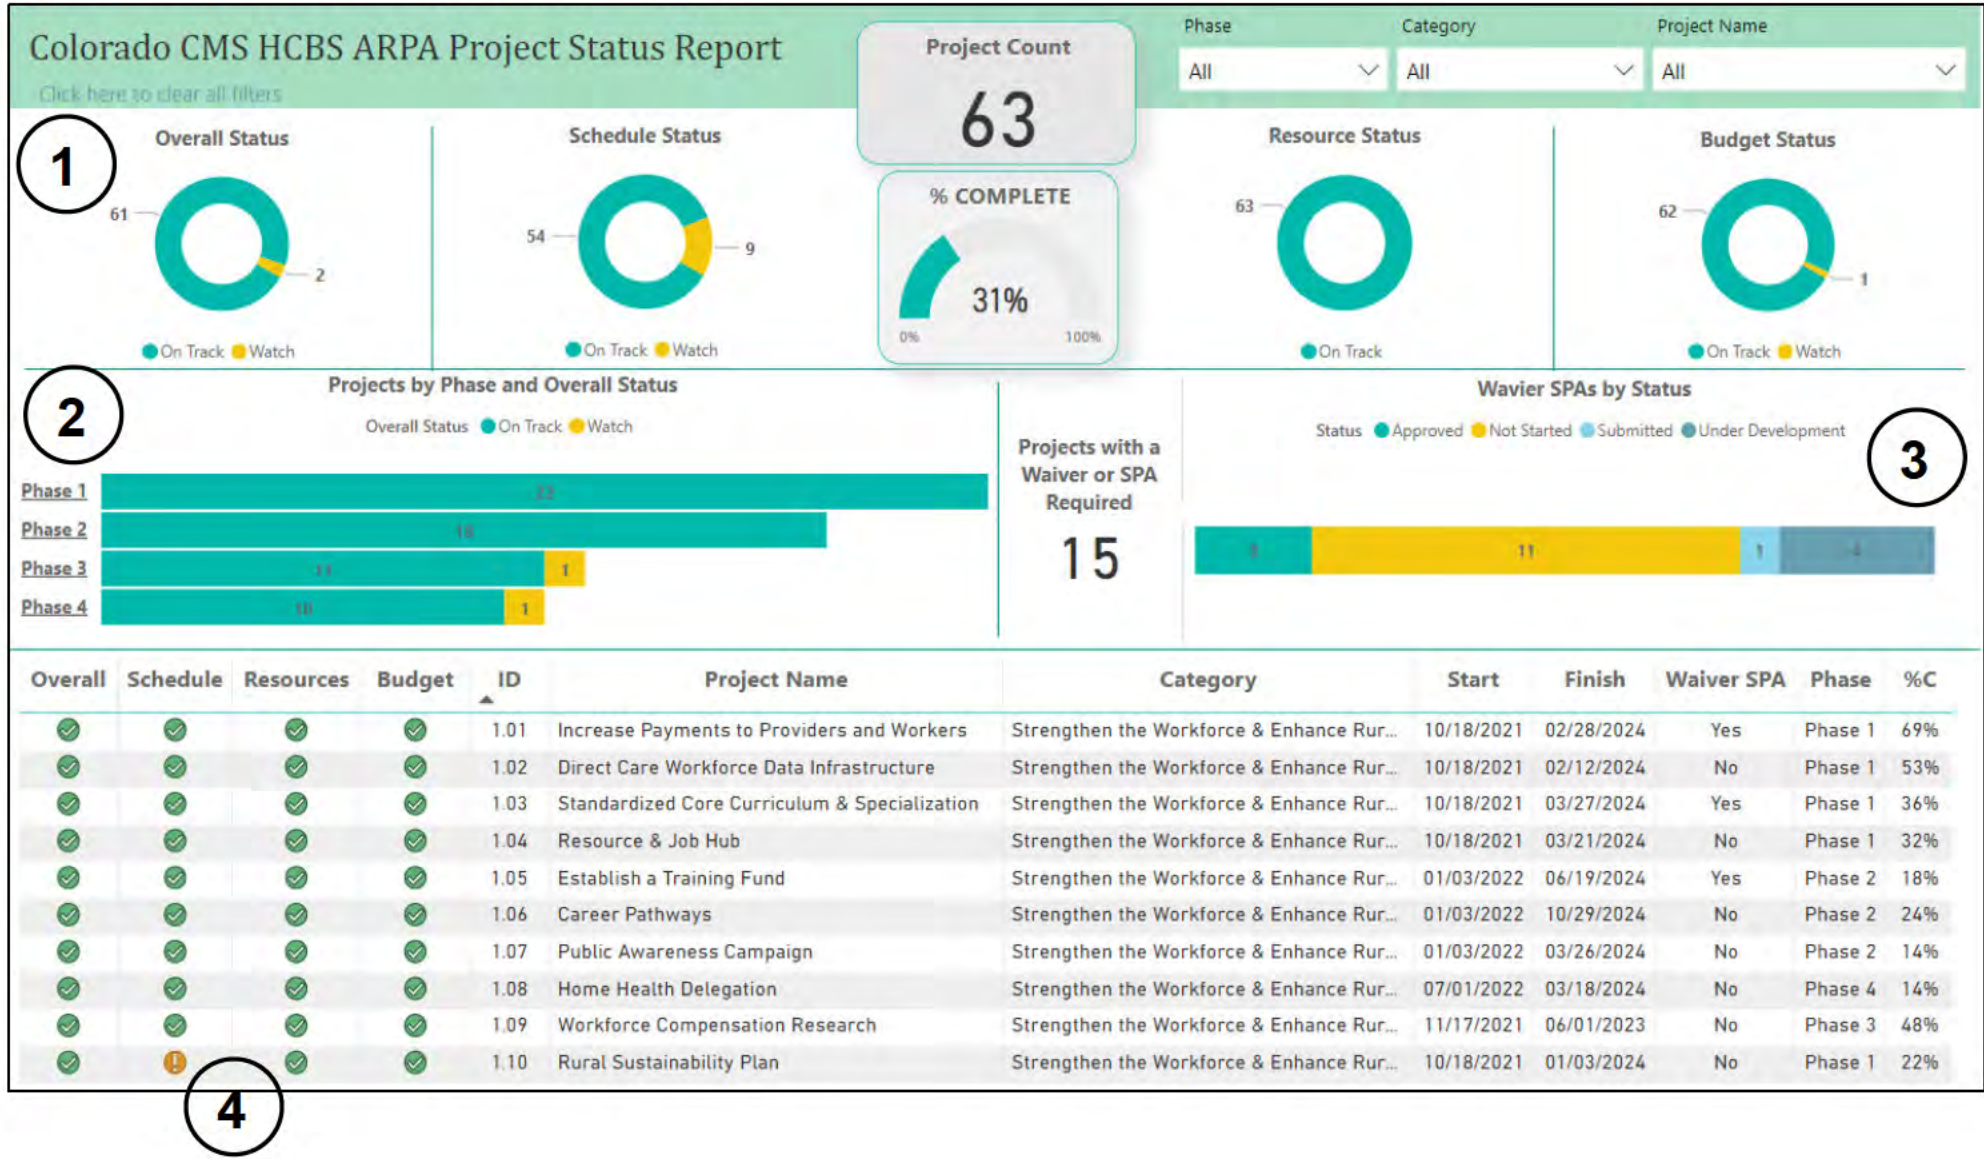 Colorado CMS HCBS ARPA Project Status Report
Click here to clear all filters
Project Count
63
Phase
All
Category
All
Project Name
All
1
Overall Status
61
2
On Track Watch
Schedule Status
54
9
On Track Watch
% COMPLETE
31%
0%
100%
Resource Status
63
On Track
Budget Status
62
1
On Track Watch
2
Projects by Phase and Overall Status
Overall Status On Track Watch
Phase 1
Phase 2
18
Phase 3 11 1
Phase 4 10 1
Projects with a
Waiver or SPA
Required
15
Wavier SPAs by Status
Status Approved Not Started Submitted Under Development
3
11 1 4
Overall Schedule Resources Budget ID Project Name Category Start Finish Waiver SPA Phase %C
1.01 Increase Payments to Providers and Workers Strengthen the Workforce & Enhance Rur... 10/18/2021 02/28/2024 Yes Phase 1 69%
1.02 Direct Care Workforce Data Infrastructure Strengthen the Workforce & Enhance Rur... 10/18/2021 02/12/2024 No Phase 1 53%
1.03 Standardized Core Curriculum & Specialization Strengthen the Workforce & Enhance Rur... 10/18/2021 03/27/2024 Yes Phase 1 36%
1.04 Resource & Job Hub Strengthen the Workforce & Enhance Rur... 10/18/2021 03/21/2024 No Phase 1 32%
1.05 Establish a Training Fund Strengthen the Workforce & Enhance Rur... 01/03/2022 06/19/2024 Yes Phase 2 18%
1.06 Career Pathways Strengthen the Workforce & Enhance Rur... 01/03/2022 10/29/2024 No Phase 2 24%
1.07 Public Awareness Campaign Strengthen the Workforce & Enhance Rur... 01/03/2022 03/26/2024 No Phase 2 14%
1.08 Home Health Delegation Strengthen the Workforce & Enhance Rur... 07/01/2022 03/18/2024 No Phase 4 14%
1.09 Workforce Compensation Research Strengthen the Workforce & Enhance Rur... 11/17/2021 06/01/2023 No Phase 3 48%
1.10 Rural Sustainability Plan Strengthen the Workforce & Enhance Rur... 10/18/2021 01/03/2024 No Phase 1 22%
4